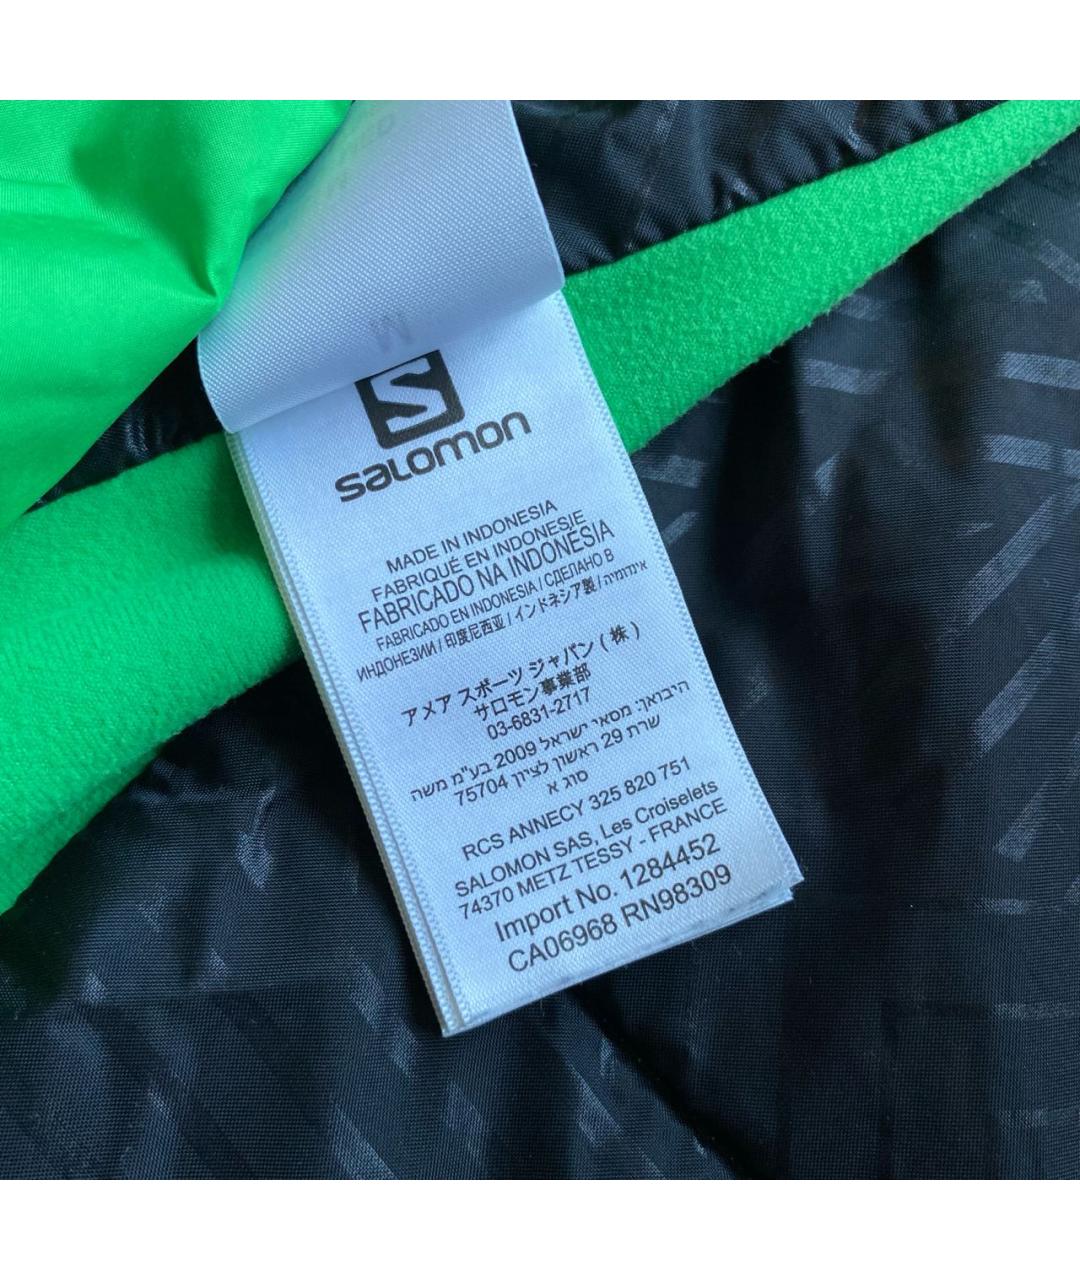 M
S
salomon
MADE IN INDONESIA
FABRIQUÉ EN INDONESIE
FABRICADO NA INDONÉSIA
FABRICADO EN INDONESIA / СДЕЛАНО В
ИНДОНЕЗИИ / 印度尼西亚 / インドネシア製 / אינדונזיה
アメア スポーツ ジャパン ( 株 )
サロモン事業部
03-6831-2717
היבואן: מסאי ישראל 2009 בע"מ משה
שרת 29 ראשון לציון 75704
סוג א
RCS ANNECY 325 820 751
SALOMON SAS, Les Croiselets
74370 METZ TESSY - FRANCE
Import No. 1284452
CA06968 RN98309